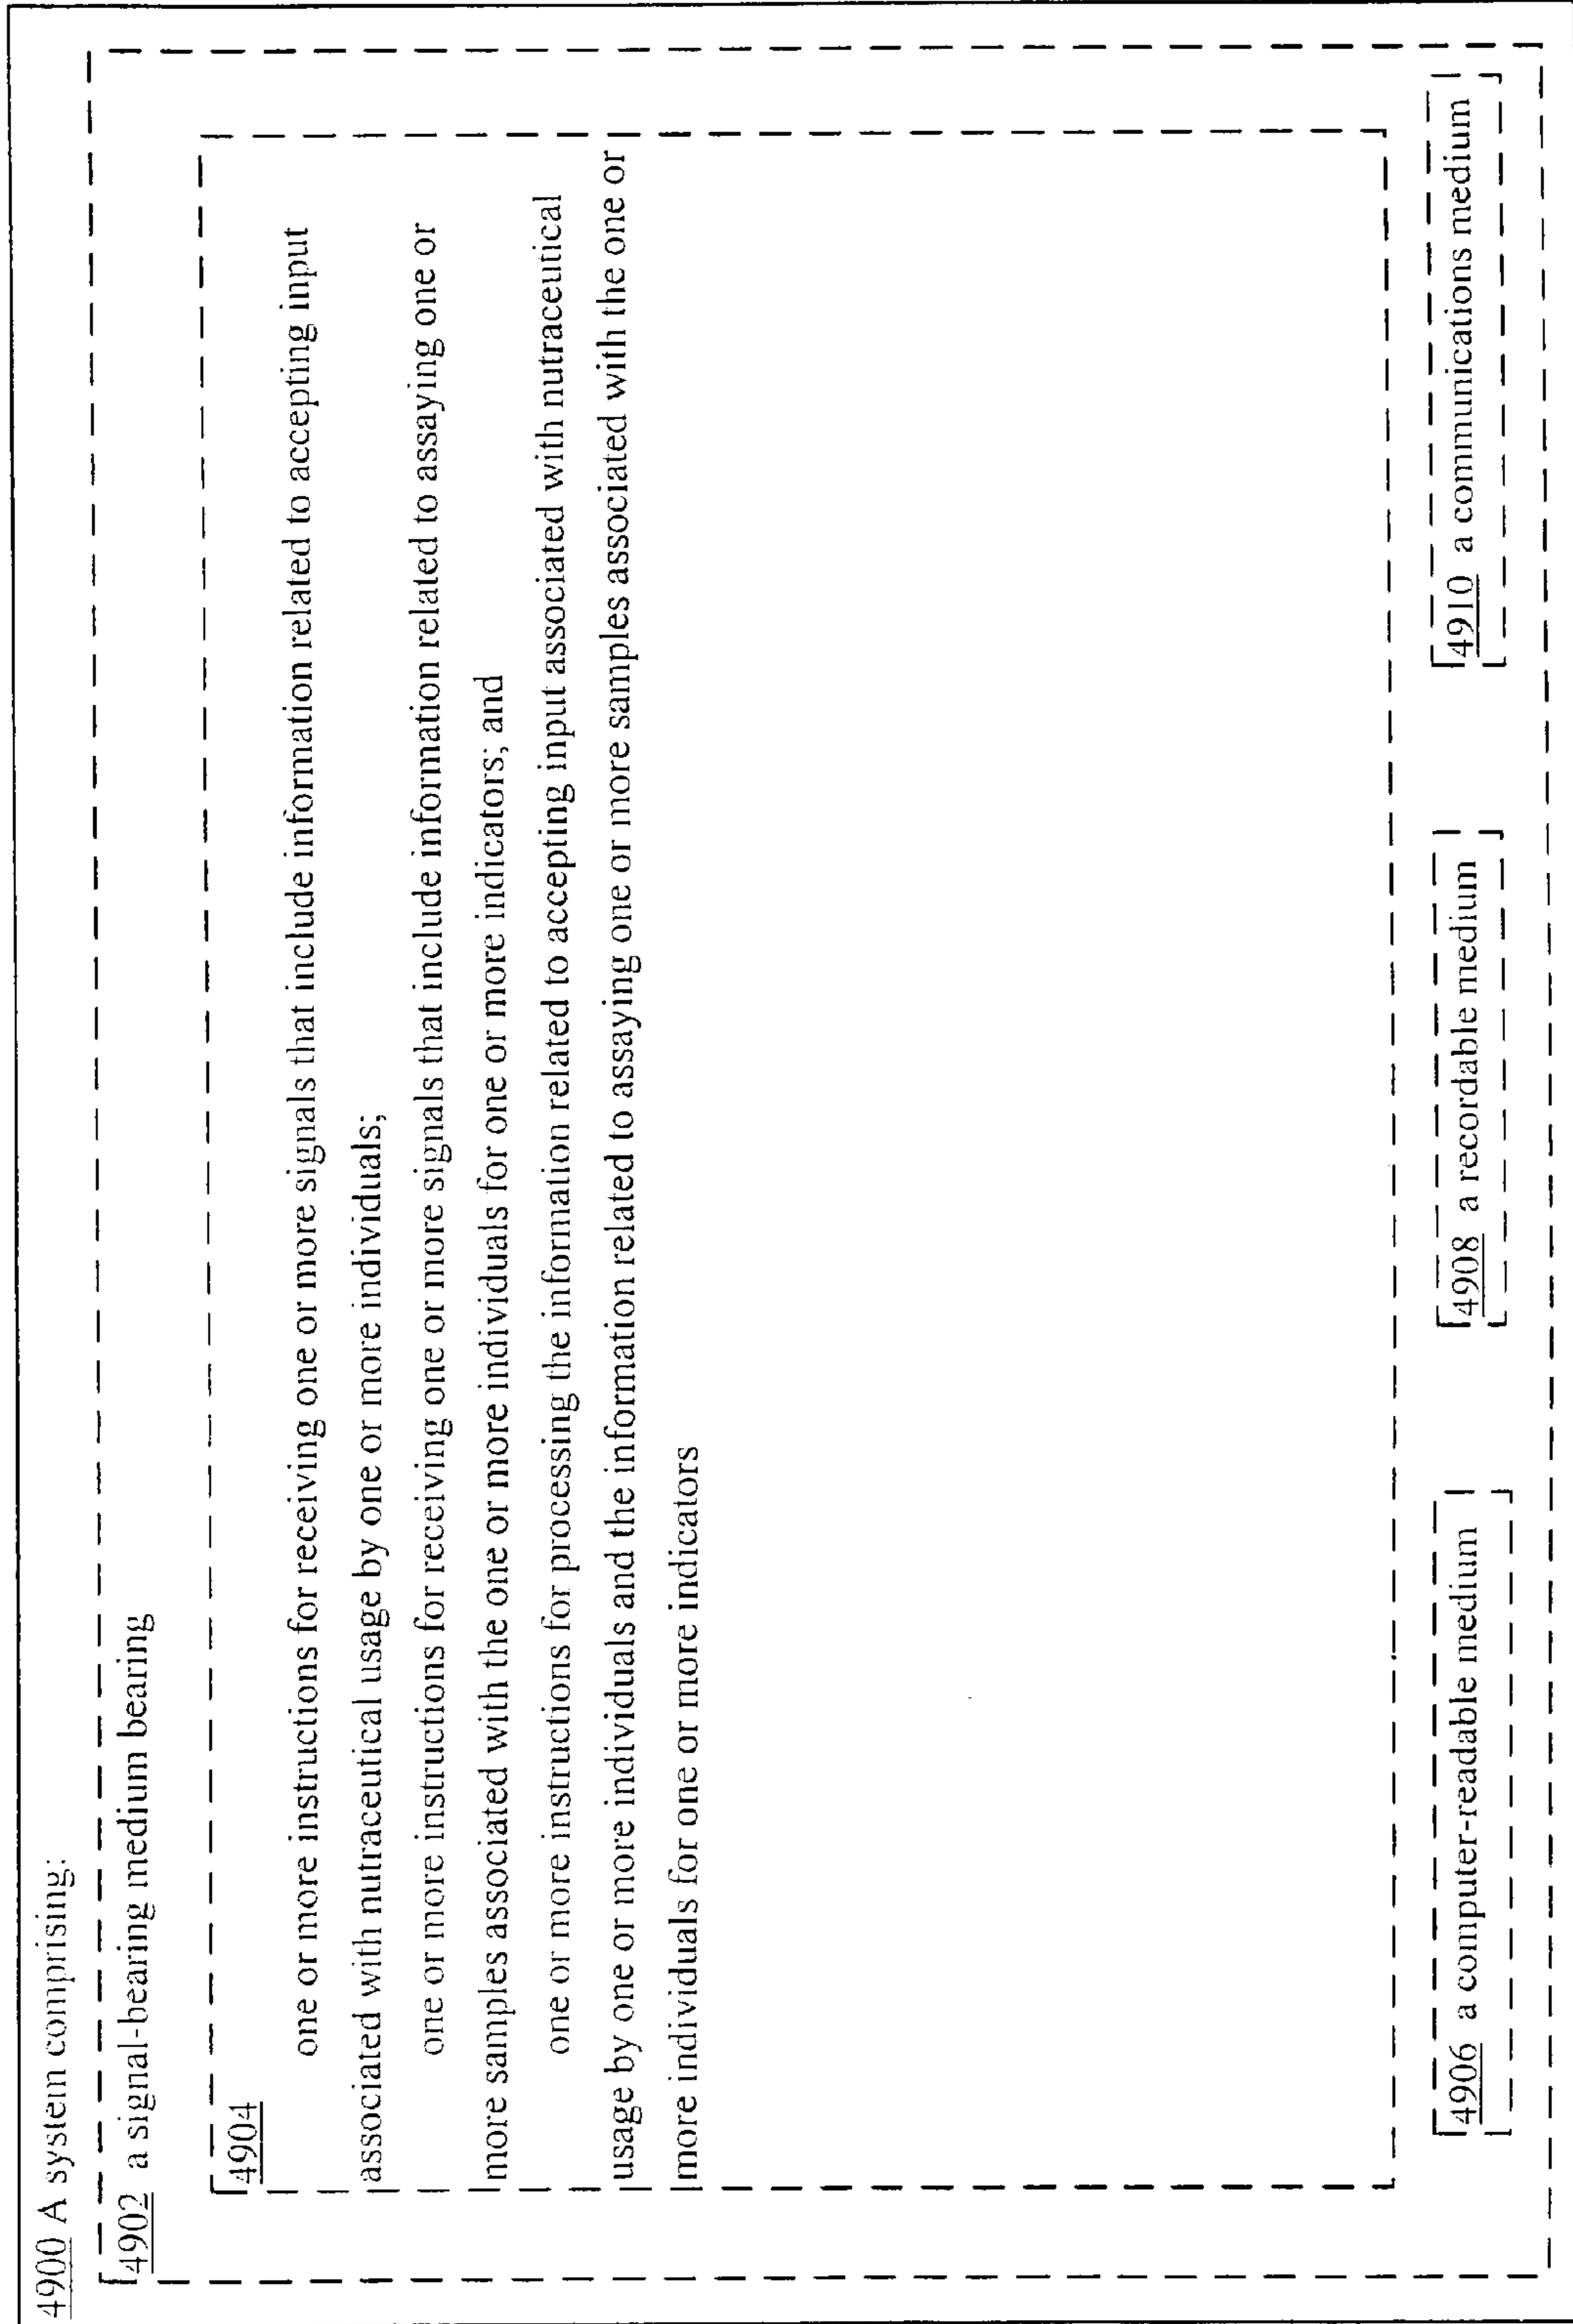 4900 A system comprising:
4902 a signal-bearing medium bearing
4904
one or more instructions for receiving one or more signals that include information related to accepting input
associated with nutraceutical usage by one or more individuals;
one or more instructions for receiving one or more signals that include information related to assaying one or
more samples associated with the one or more individuals for one or more indicators; and
one or more instructions for processing the information related to accepting input associated with nutraceutical
usage by one or more individuals and the information related to assaying one or more samples associated with the one or
more individuals for one or more indicators
4906 a computer-readable medium
4908 a recordable medium
4910 a communications medium